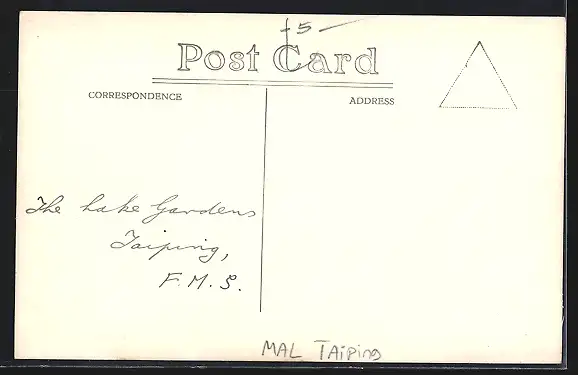 5 -
Post Card
CORRESPONDENCE
ADDRESS
The Lake Gardens
Taiping,
F.M.S.
MAL TAiPing